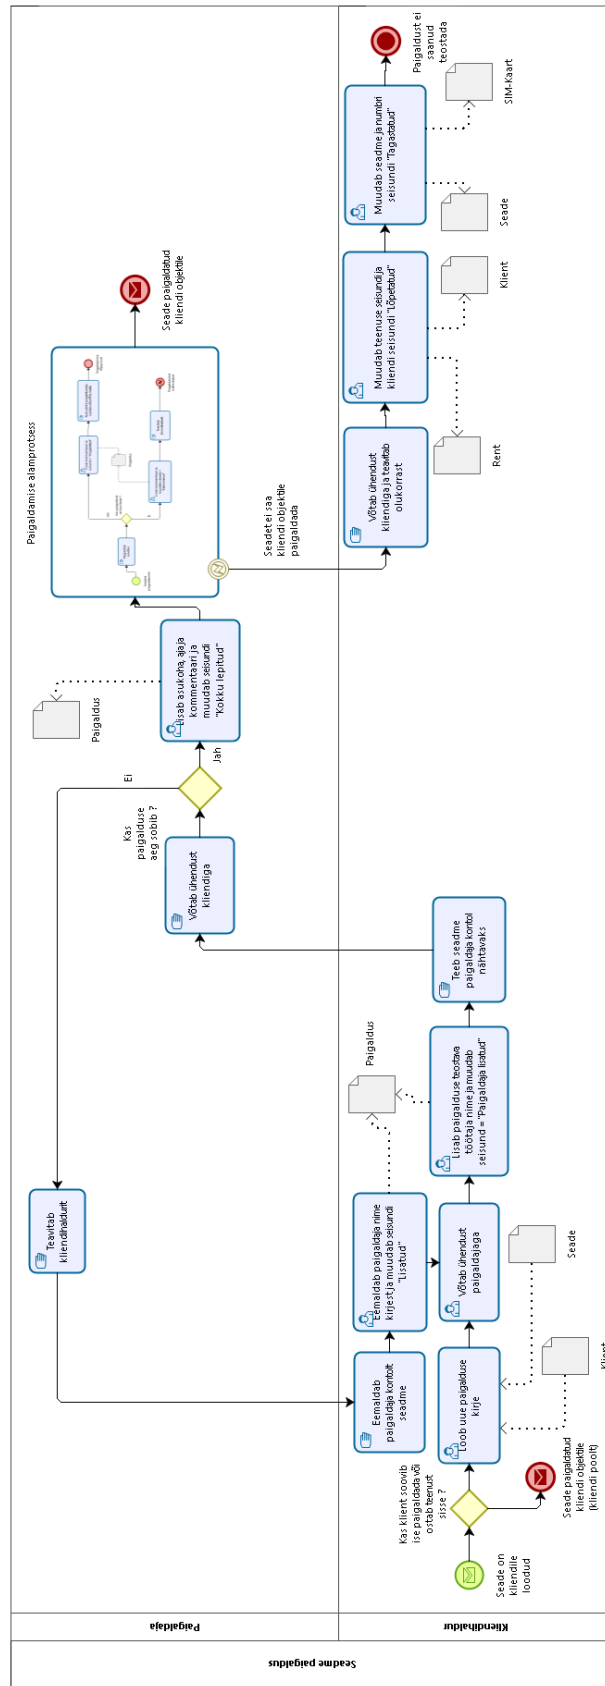 Seadme paigaldus
Paigaldaja
Kliendihaldur
Seade on
kliendile
loodud
Kas klient soovib
ise paigaldada või
ostab teenust
sisse ?
Seade paigaldatud
kliendi objektile
(kliendi poolt)
Loob uue paigalduse
kirje
Klient
Seade
Võtab ühendust
paigaldajaga
Eemaldab
paigaldaja kontolt
seadme
Eemaldab paigaldaja nime
kirjest ja muudab seisundi
"Lisatud"
Paigaldus
Lisab paigalduse teostava
töötaja nime ja muudab
seisund = "Paigaldaja lisatud"
Teeb seadme
paigaldaja kontol
nähtavaks
Teavitab
kliendihaldurit
Võtab ühendust
kliendiga
Kas
paigalduse
aeg sobib ?
Ei
Jah
Lisab asukoha, aja ja
kommentaari ja
muudab seisundi
"Kokku lepitud"
Paigaldus
Paigaldamise alamprotsess
Seade paigaldatud
kliendi objektile
Seadet ei saa
kliendi objektile
paigaldada
Võtab ühendust
kliendiga ja teavitab
olukorrast
Muudab teenuse seisundi ja
kliendi seisundi "Lõpetatud"
Rent
Klient
Muudab seadme ja numbri
seisundi "Tagastatud"
Seade
SIM-Kaart
Paigaldust ei
saanud
teostada